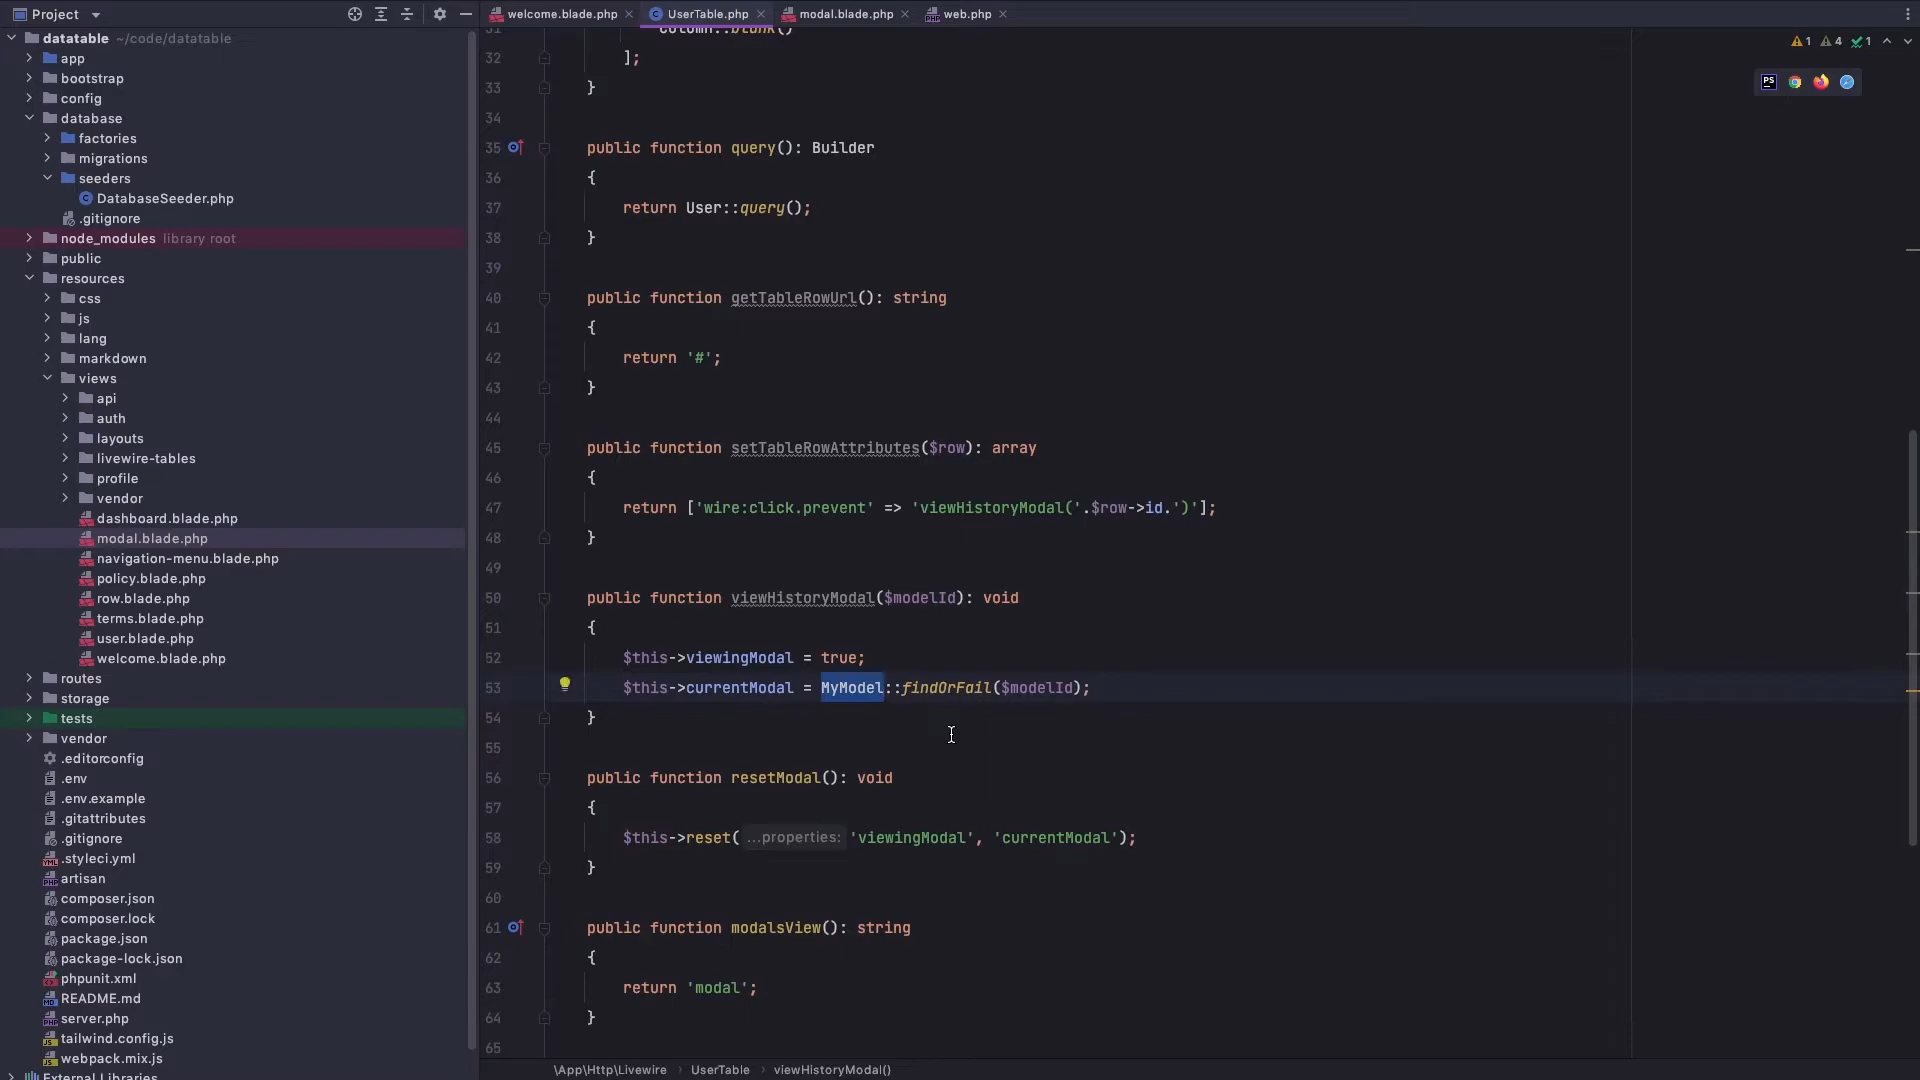 Project
welcome.blade.php
UserTable.php
modal.blade.php
web.php
datatable ~/code/datatable
app
bootstrap
config
database
factories
migrations
seeders
DatabaseSeeder.php
.gitignore
node_modules library root
public
resources
css
js
lang
markdown
views
api
auth
layouts
livewire-tables
profile
vendor
dashboard.blade.php
modal.blade.php
navigation-menu.blade.php
policy.blade.php
row.blade.php
terms.blade.php
user.blade.php
welcome.blade.php
routes
storage
tests
vendor
.editorconfig
.env
.env.example
.gitattributes
.gitignore
.styleci.yml
artisan
composer.json
composer.lock
package.json
package-lock.json
phpunit.xml
README.md
server.php
tailwind.config.js
webpack.mix.js
External Libraries
1 4 1
PS
31 Column::blank()
32 ];
33 }
34
35 public function query(): Builder
36 {
37 return User::query();
38 }
39
40 public function getTableRowUrl(): string
41 {
42 return '#';
43 }
44
45 public function setTableRowAttributes($row): array
46 {
47 return ['wire:click.prevent' => 'viewHistoryModal('.$row->id.')'];
48 }
49
50 public function viewHistoryModal($modelId): void
51 {
52 $this->viewingModal = true;
53 $this->currentModal = MyModel::findOrFail($modelId);
54 }
55
56 public function resetModal(): void
57 {
58 $this->reset( ...properties: 'viewingModal', 'currentModal');
59 }
60
61 public function modalsView(): string
62 {
63 return 'modal';
64 }
65
\App\Http\Livewire › UserTable › viewHistoryModal()